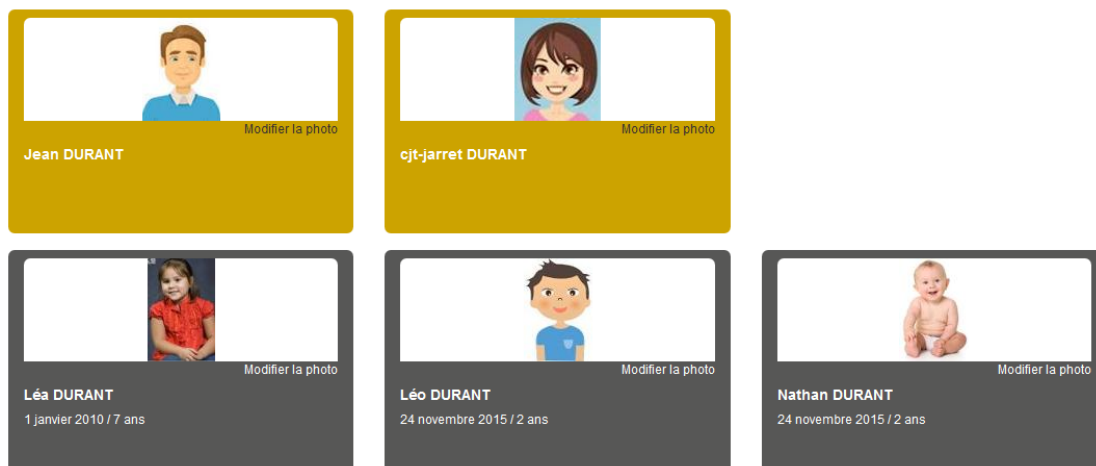 Modifier la photo
Modifier la photo
Jean DURANT
cjt-jarret DURANT
Modifier la photo
Modifier la photo
Modifier la photo
Léa DURANT
Léo DURANT
Nathan DURANT
1 janvier 2010 / 7 ans
24 novembre 2015 / 2 ans
24 novembre 2015 / 2 ans